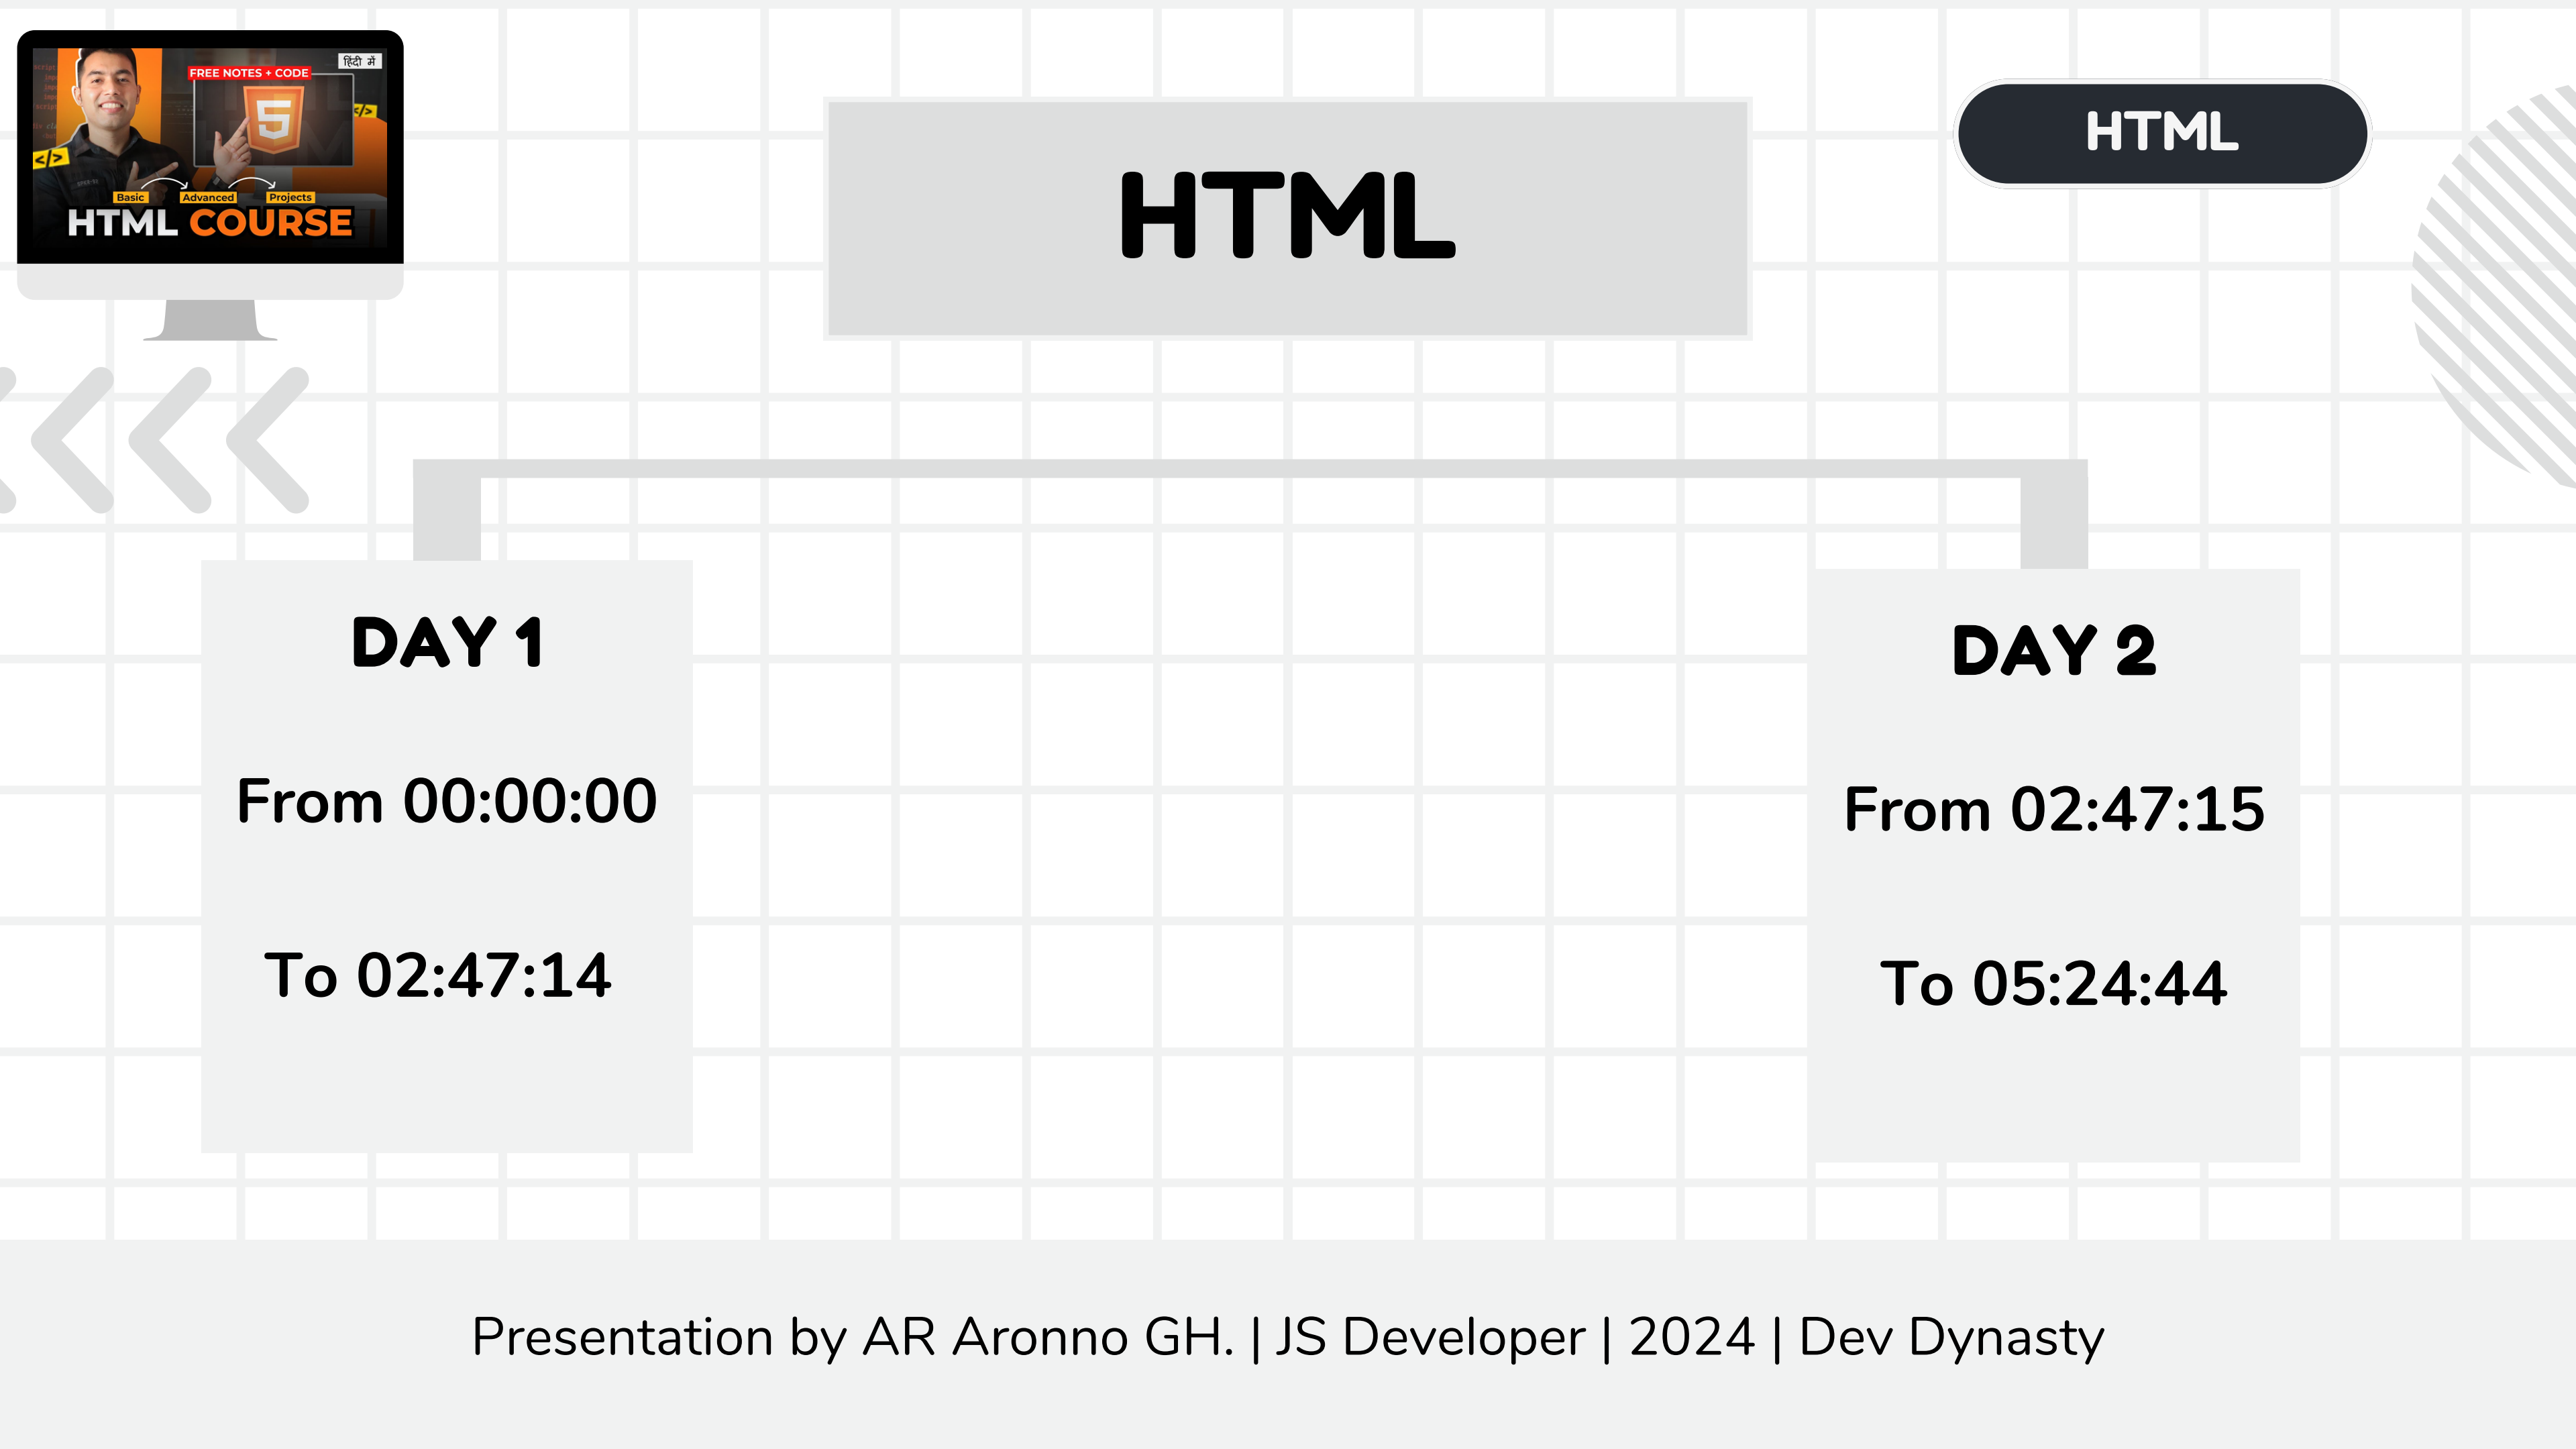 हिंदी में
FREE NOTES + CODE
5
</>
</>
Basic Advanced Projects
HTML COURSE
HTML
HTML
DAY 1
From 00:00:00
To 02:47:14
DAY 2
From 02:47:15
To 05:24:44
Presentation by AR Aronno GH. | JS Developer | 2024 | Dev Dynasty